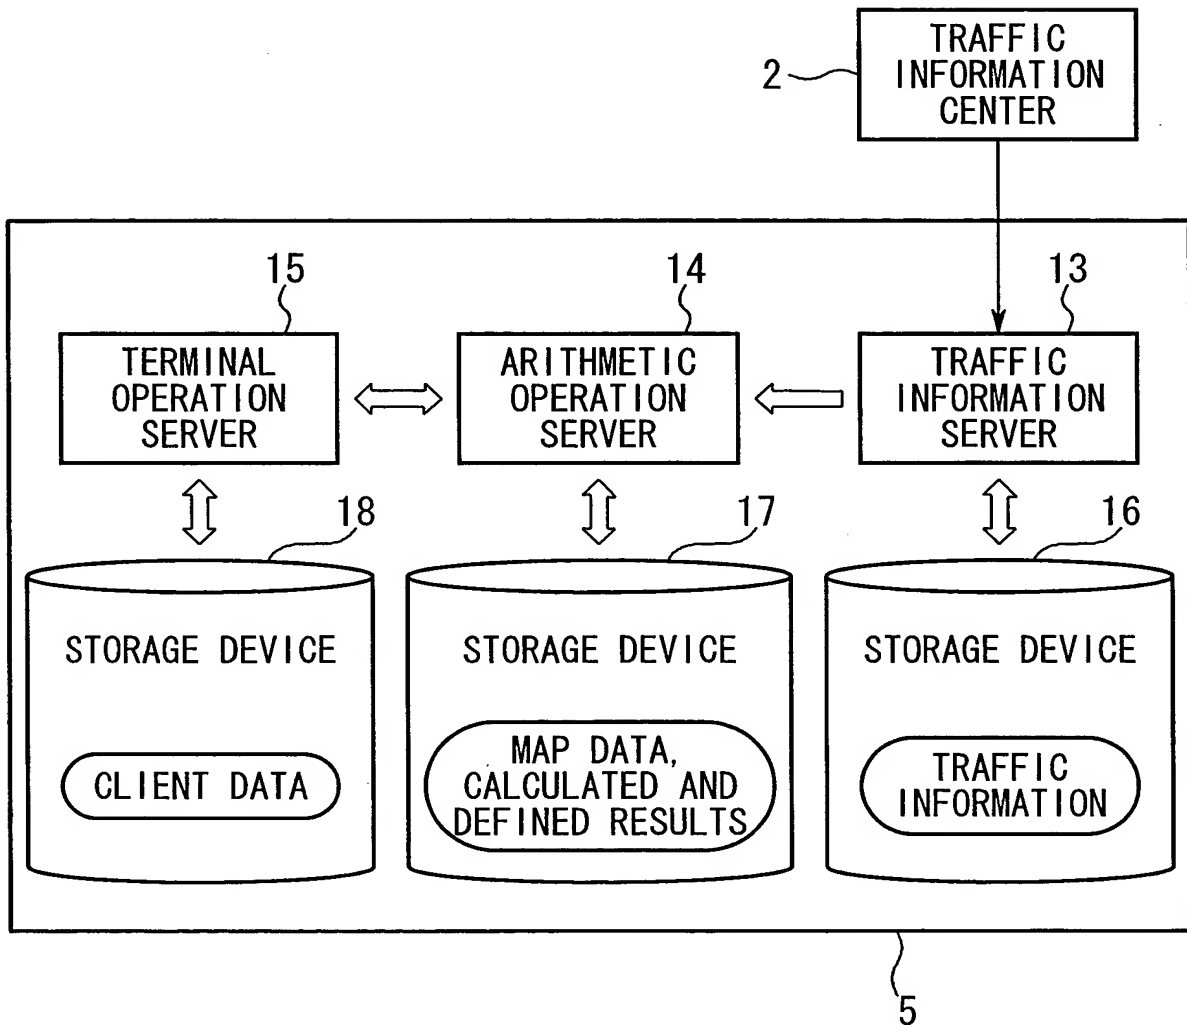 2
TRAFFIC
INFORMATION
CENTER
15
14
13
TERMINAL
OPERATION
SERVER
ARITHMETIC
OPERATION
SERVER
TRAFFIC
INFORMATION
SERVER
18
17
16
STORAGE DEVICE
STORAGE DEVICE
STORAGE DEVICE
CLIENT DATA
MAP DATA,
CALCULATED AND
DEFINED RESULTS
TRAFFIC
INFORMATION
5